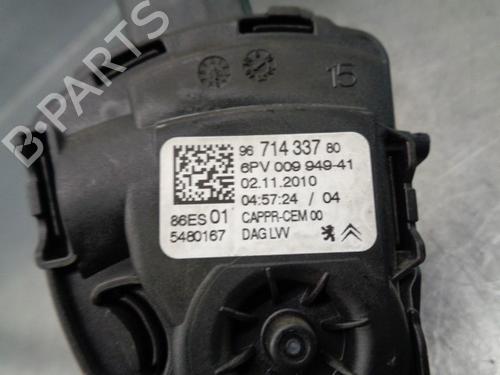 B-PARTS
15
96 714 337 80
6PV 009 949-41
02.11.2010
04:57:24 / 04
86ES 01 CAPPR-CEM 00
5480167 DAG LVV